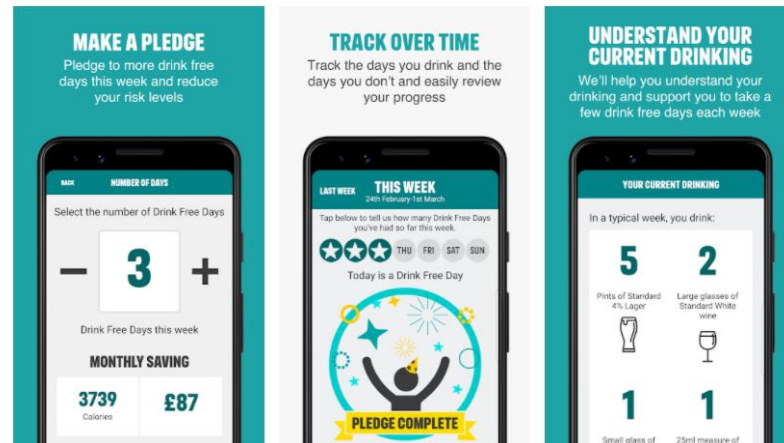 MAKE A PLEDGE
Pledge to more drink free
days this week and reduce
your risk levels
BACK
NUMBER OF DAYS
Select the number of Drink Free Days
− 3 +
Drink Free Days this week
MONTHLY SAVING
3739
Calories
£87
TRACK OVER TIME
Track the days you drink and the
days you don't and easily review
your progress
LAST WEEK
THIS WEEK
24th February-1st March
Tap below to tell us how many Drink Free Days
you've had so far this week.
THU FRI SAT SUN
Today is a Drink Free Day
PLEDGE COMPLETE
UNDERSTAND YOUR
CURRENT DRINKING
We'll help you understand your
drinking and support you to take a
few drink free days each week
YOUR CURRENT DRINKING
In a typical week, you drink:
5
Pints of Standard
4% Lager
2
Large glasses of
Standard White
wine
1
Small glass of
1
25ml measure of